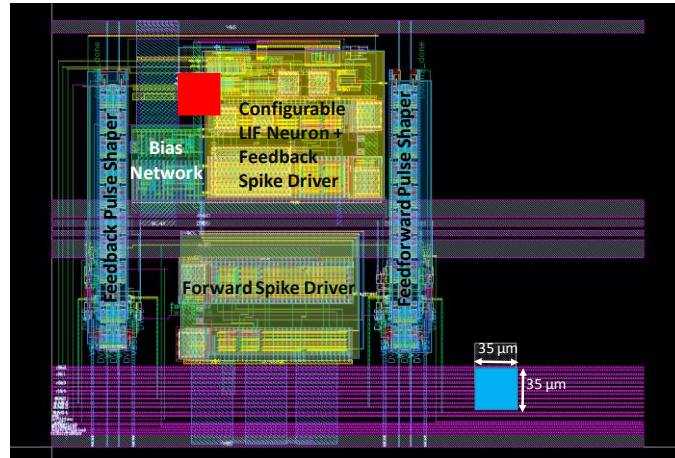 Configurable
LIF Neuron +
Feedback
Spike Driver
Bias
Network
Feedback Pulse Shaper
Feedforward Pulse Shaper
Forward Spike Driver
35 µm
35 µm